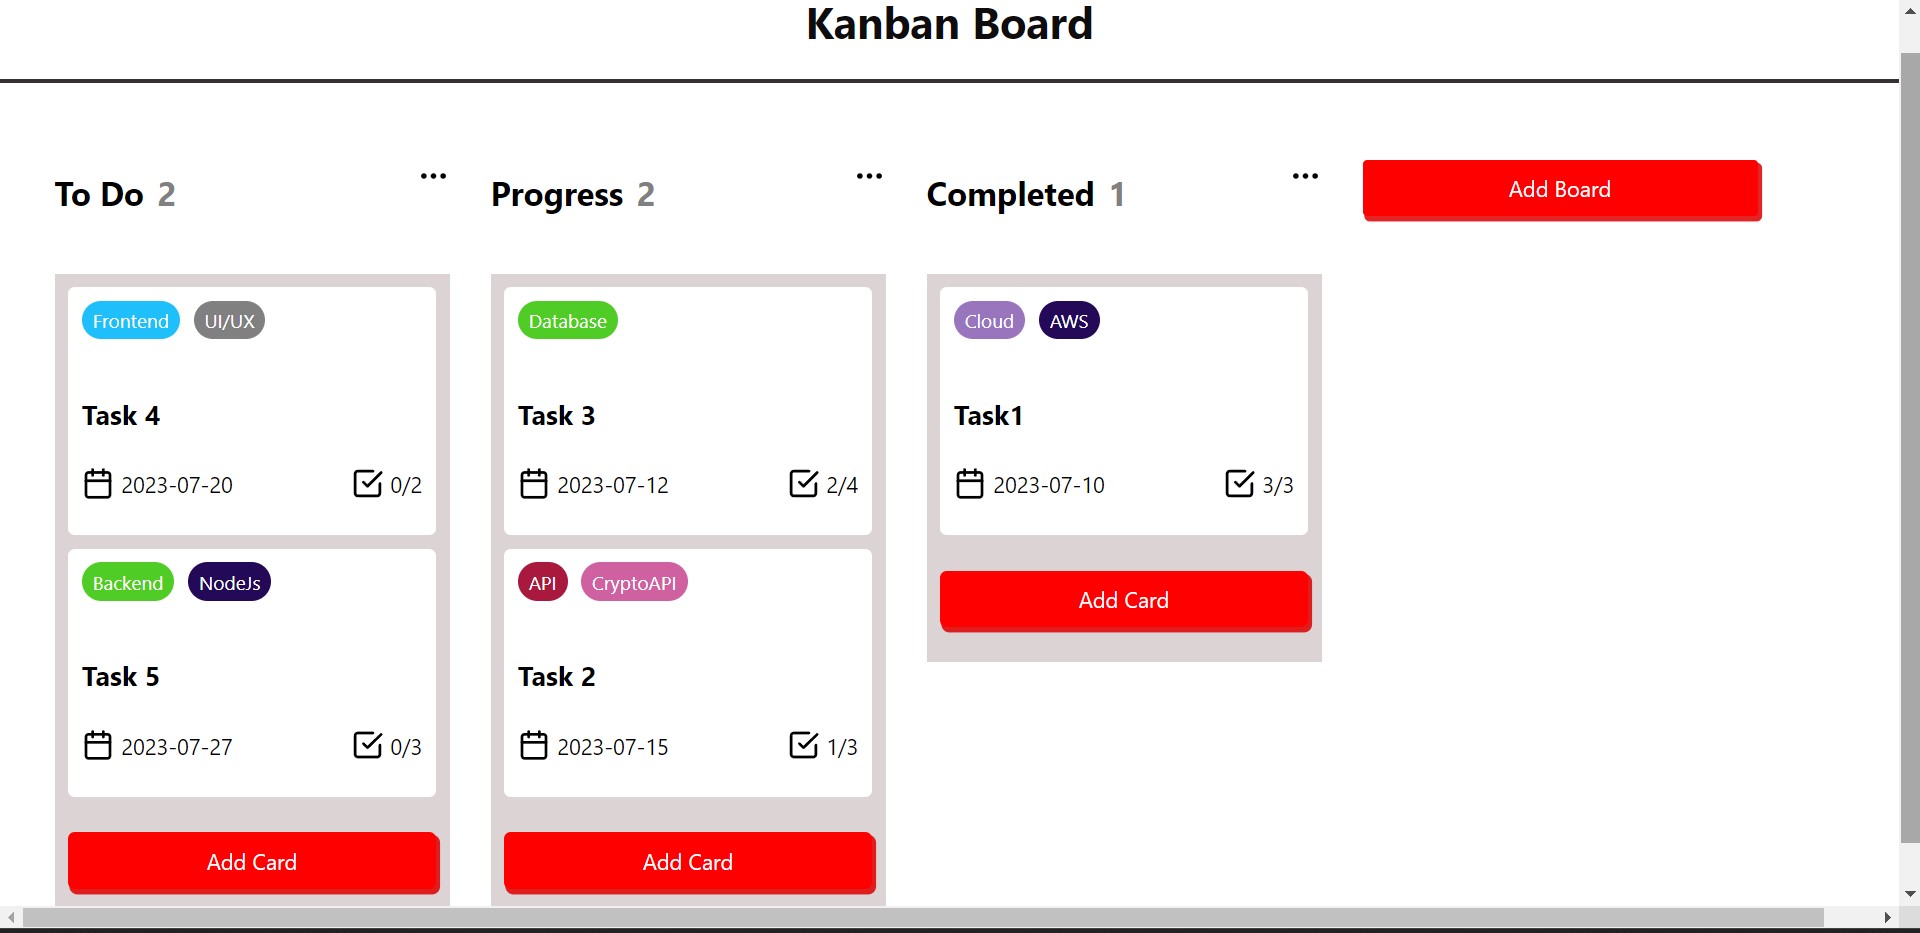 Kanban Board
To Do 2
Frontend UI/UX
Task 4
2023-07-20 0/2
Backend NodeJs
Task 5
2023-07-27 0/3
Add Card
Progress 2
Database
Task 3
2023-07-12 2/4
API CryptoAPI
Task 2
2023-07-15 1/3
Add Card
Completed 1
Cloud AWS
Task1
2023-07-10 3/3
Add Card
Add Board